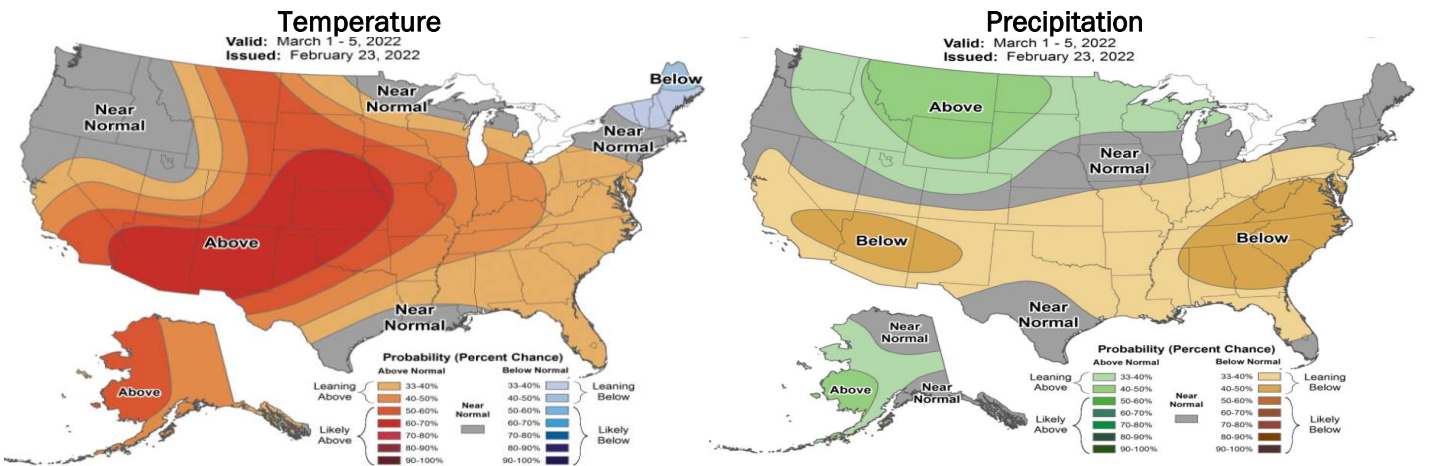 Temperature
Valid: March 1 - 5, 2022
Issued: February 23, 2022
Near
Normal
Near
Normal
Below
Near
Normal
Above
Near
Normal
Above
Probability (Percent Chance)
Above Normal
Below Normal
Leaning
Above
33-40%
40-50%
Likely
Above
50-60%
60-70%
70-80%
80-90%
90-100%
Near
Normal
33-40%
40-50%
Leaning
Below
50-60%
60-70%
70-80%
80-90%
90-100%
Likely
Below
Precipitation
Valid: March 1 - 5, 2022
Issued: February 23, 2022
Above
Near
Normal
Below
Below
Near
Normal
Near
Normal
Above
Near
Normal
Probability (Percent Chance)
Above Normal
Below Normal
Leaning
Above
33-40%
40-50%
Likely
Above
50-60%
60-70%
70-80%
80-90%
90-100%
Near
Normal
33-40%
40-50%
Leaning
Below
50-60%
60-70%
70-80%
80-90%
90-100%
Likely
Below